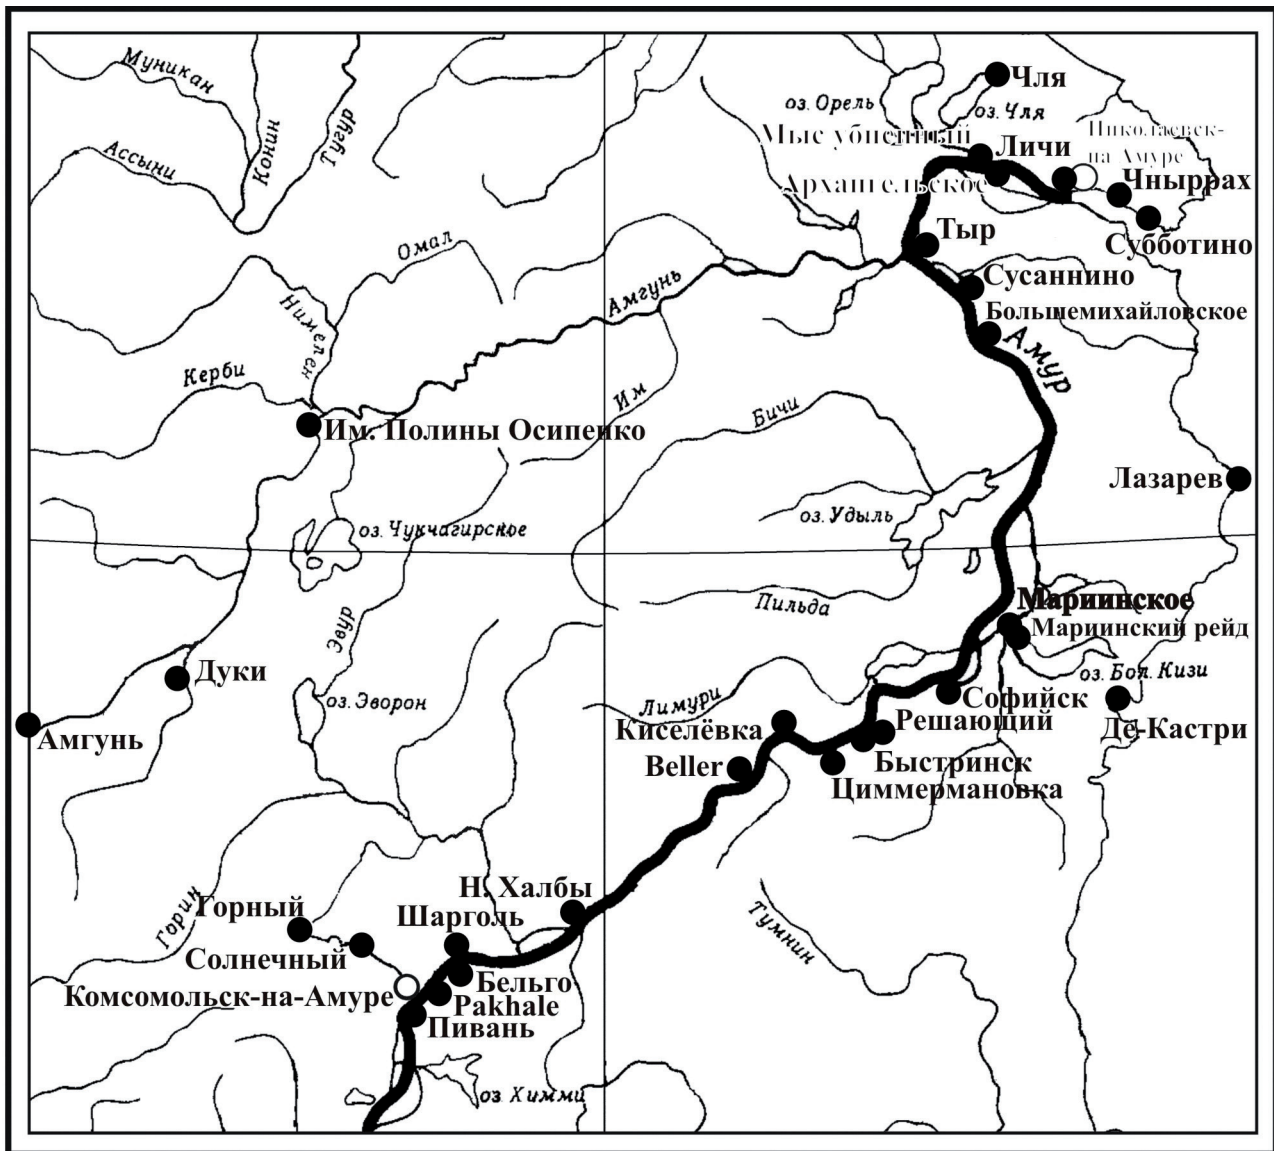 Муникан
Конин
Тугур
Ассыни
Чля
оз. Орель
оз. Чля
Мыс убиенный
Личи
Николаевск-
на Амуре
Архангельское
Чныррах
Субботино
Тыр
Омал
Амгунь
Сусаннино
Большемихайловское
Амур
Нимелен
Керби
Им
Бичи
Им. Полины Осипенко
Лазарев
оз. Чукчагирское
оз. Удыль
Пильда
Мариинское
Мариинский рейд
Эвур
Дуки
оз. Бол. Кизи
оз. Эворон
Лимури
Софийск
Амгунь
Киселёвка
Решающий
Де-Кастри
Beller
Быстринск
Циммермановка
Н. Халбы
Горин
Горный
Шарголь
Тумнин
Солнечный
Бельго
Комсомольск-на-Амуре
Pakhale
Пивань
оз Химми